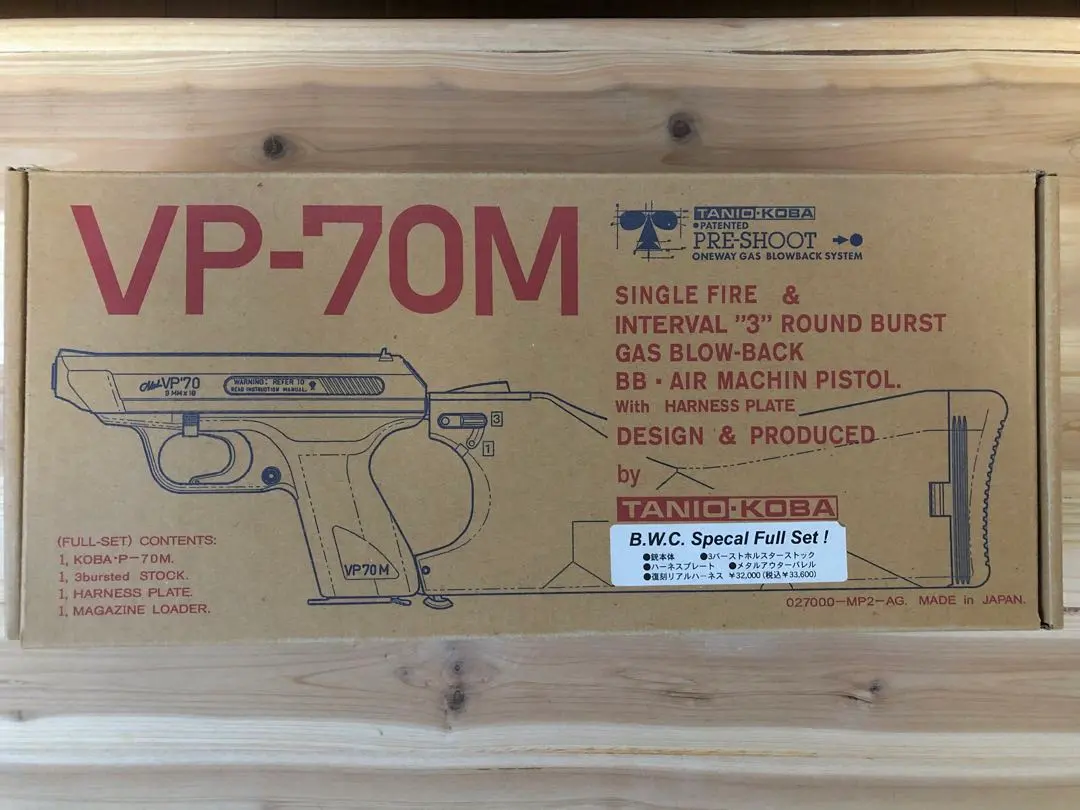 VP-70M
TANIO·KOBA
●PATENTED
PRE-SHOOT
ONEWAY GAS BLOWBACK SYSTEM
SINGLE FIRE &
INTERVAL "3" ROUND BURST
GAS BLOW-BACK
BB・AIR MACHIN PISTOL.
With HARNESS PLATE
DESIGN & PRODUCED
by
TANIO·KOBA
VP'70
9MM×18
WARNING: REFER TO
READ INSTRUCTION MANUAL.
3
1
VP70M
(FULL-SET) CONTENTS:
1, KOBA·P-70M.
1, 3bursted STOCK.
1, HARNESS PLATE.
1, MAGAZINE LOADER.
B.W.C. Specal Full Set !
●銃本体 ●3バーストホルスターストック
●ハーネスプレート ●メタルアウターバレル
●復刻リアルハーネス ¥32,000(税込¥33,600)
027000-MP2-AG. MADE in JAPAN.